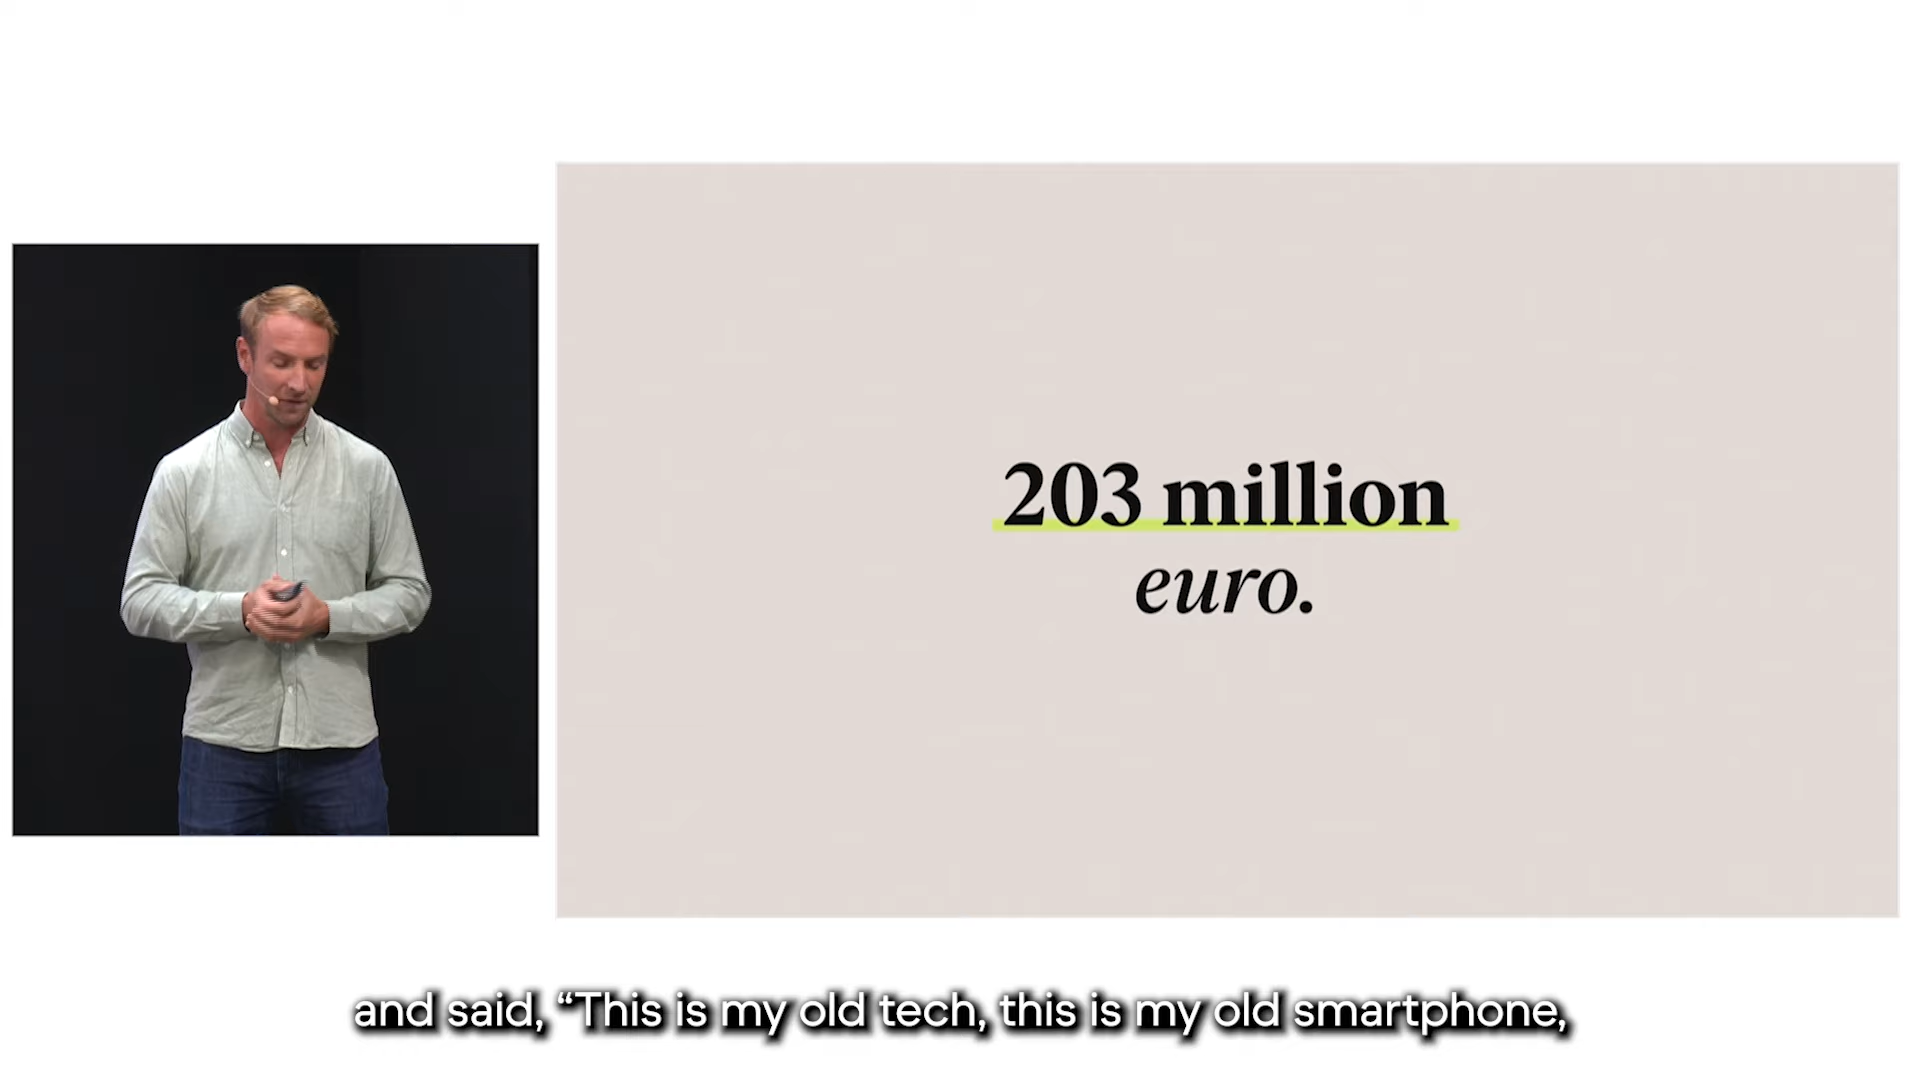 203 million
euro.
and said, “This is my old tech, this is my old smartphone,